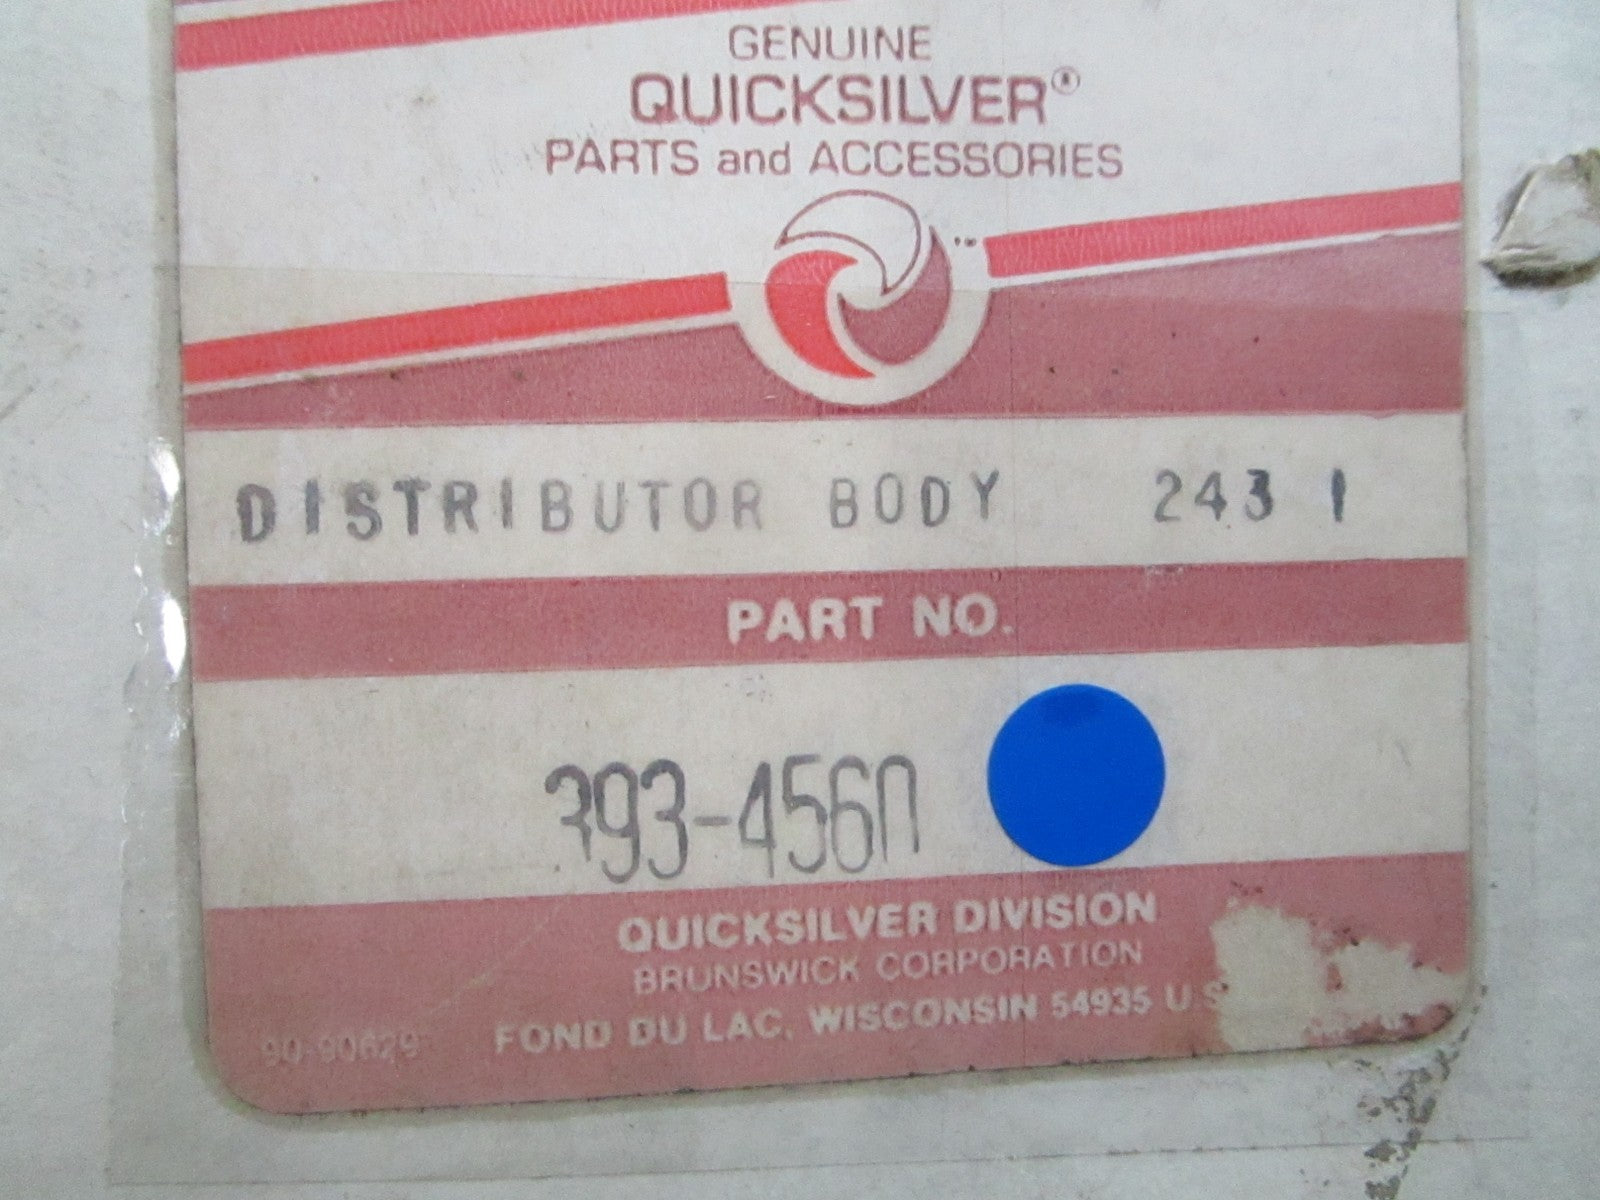 GENUINE
QUICKSILVER®
PARTS and ACCESSORIES
™
DISTRIBUTOR BODY 243 1
PART NO.
393-4560
QUICKSILVER DIVISION
BRUNSWICK CORPORATION
FOND DU LAC, WISCONSIN 54935 U.S
90-90629